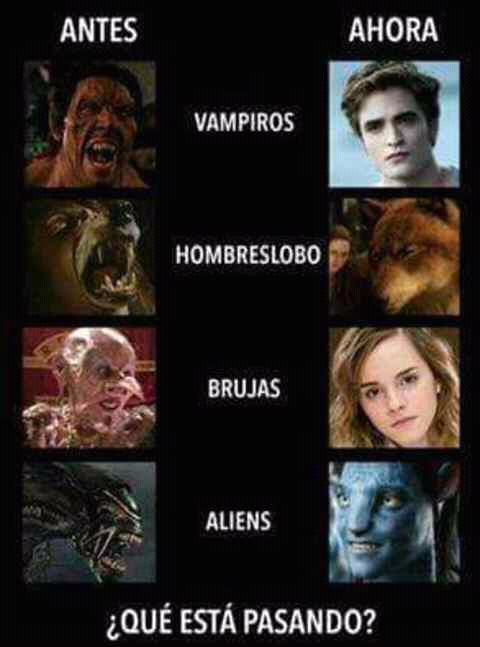 ANTES
AHORA
VAMPIROS
HOMBRESLOBO
BRUJAS
ALIENS
¿QUÉ ESTÁ PASANDO?